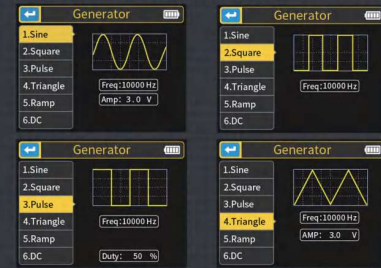 Generator
1.Sine
2.Square
3.Pulse
4.Triangle
5.Ramp
6.DC
Freq:10000 Hz
Amp: 3.0 V
Generator
1.Sine
2.Square
3.Pulse
4.Triangle
5.Ramp
6.DC
Freq:10000 Hz
Generator
1.Sine
2.Square
3.Pulse
4.Triangle
5.Ramp
6.DC
Freq:10000 Hz
Duty: 50 %
Generator
1.Sine
2.Square
3.Pulse
4.Triangle
5.Ramp
6.DC
Freq:10000 Hz
AMP: 3.0 V